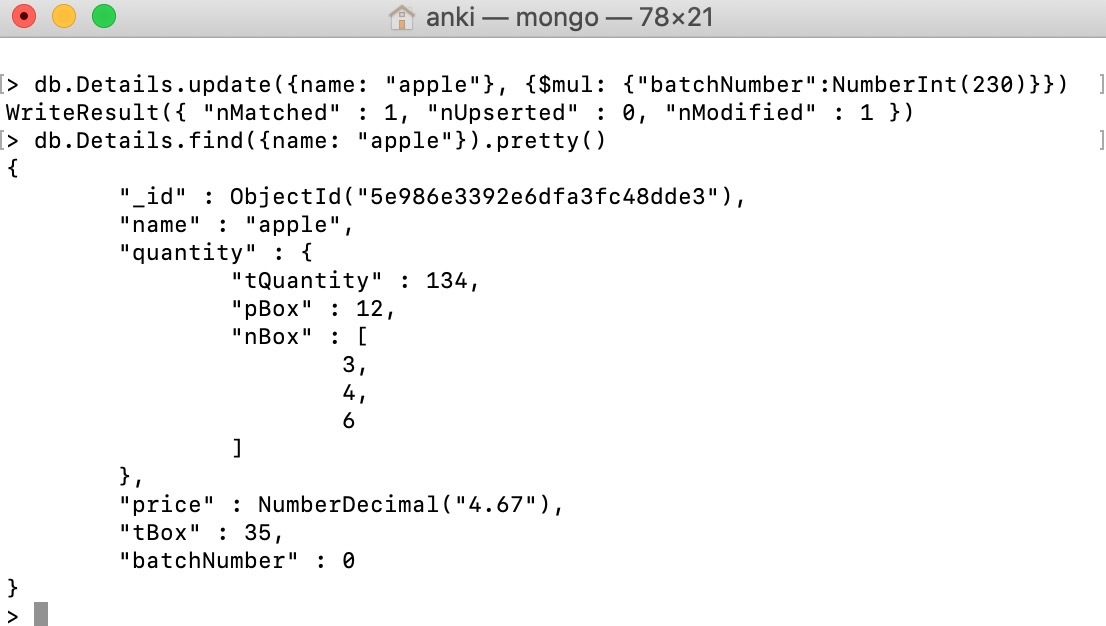 anki — mongo — 78×21
[> db.Details.update({name: "apple"}, {$mul: {"batchNumber":NumberInt(230)}})  ]
WriteResult({ "nMatched" : 1, "nUpserted" : 0, "nModified" : 1 })
[> db.Details.find({name: "apple"}).pretty()                                   ]
{
        "_id" : ObjectId("5e986e3392e6dfa3fc48dde3"),
        "name" : "apple",
        "quantity" : {
                "tQuantity" : 134,
                "pBox" : 12,
                "nBox" : [
                        3,
                        4,
                        6
                ]
        },
        "price" : NumberDecimal("4.67"),
        "tBox" : 35,
        "batchNumber" : 0
}
>